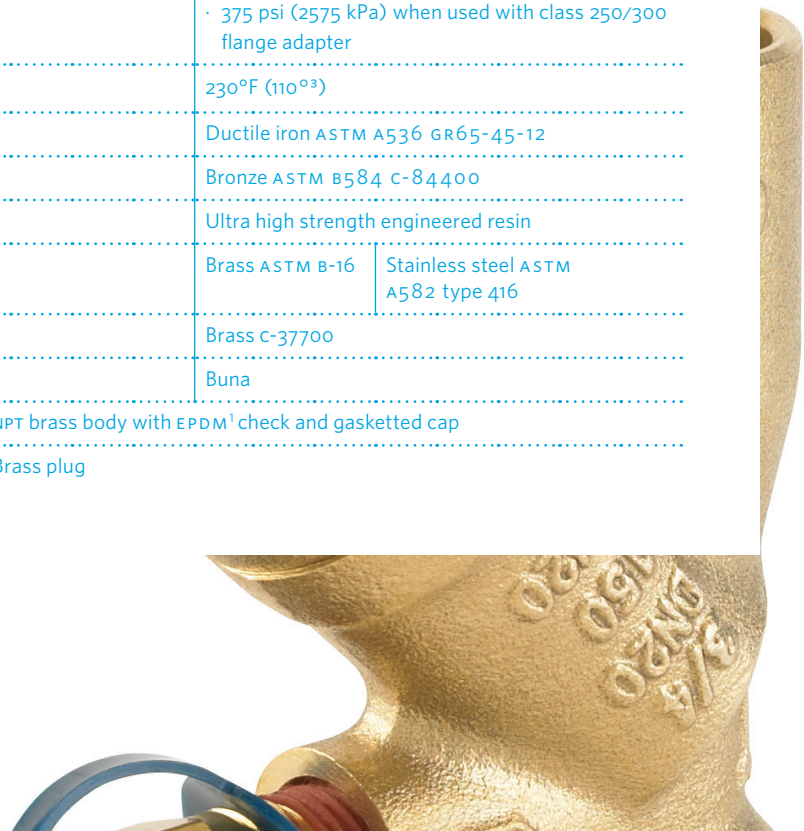 · 375 psi (2575 kPa) when used with class 250/300
flange adapter
230°F (110°³)
Ductile iron ASTM A536 GR65-45-12
Bronze ASTM B584 C-84400
Ultra high strength engineered resin
Brass ASTM B-16
Stainless steel ASTM
A582 type 416
Brass C-37700
Buna
NPT brass body with EPDM¹ check and gasketted cap
Brass plug
150
DN20
3/4